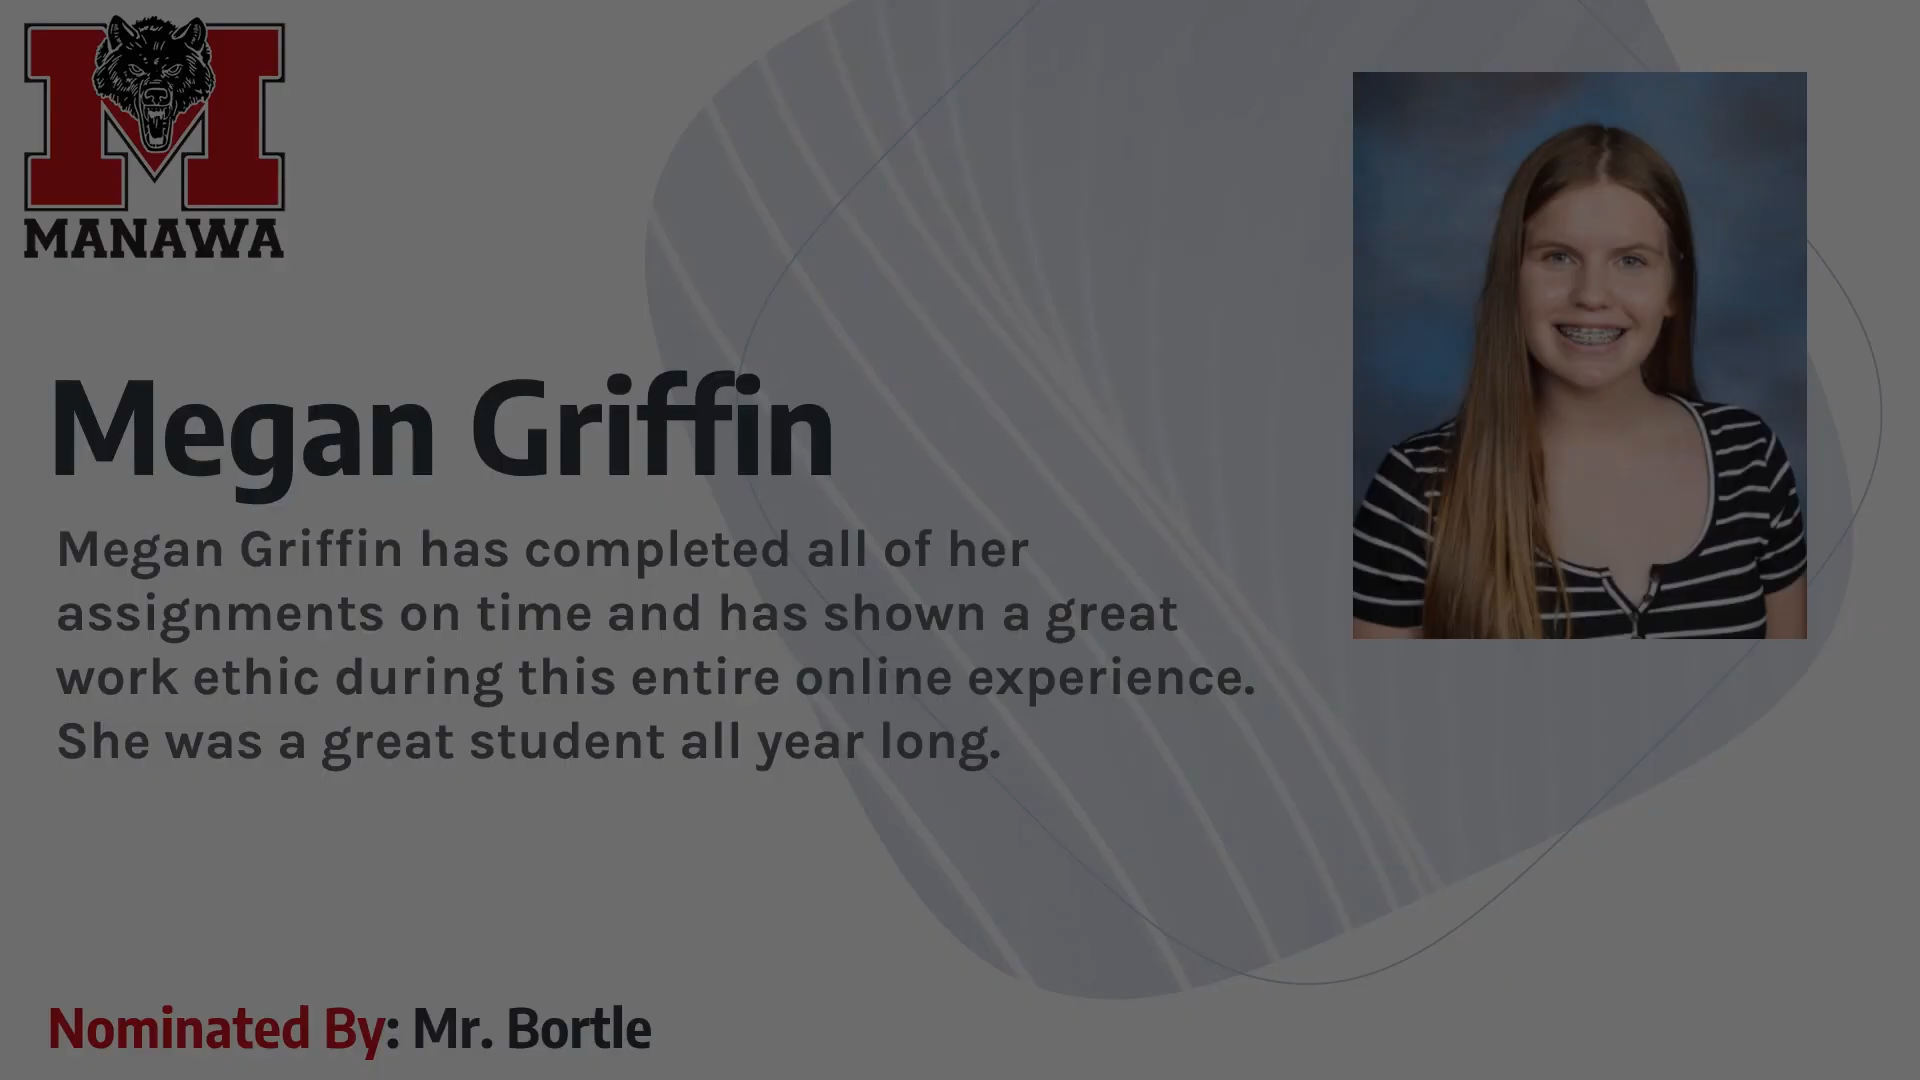 MANAWA
Megan Griffin
Megan Griffin has completed all of her
assignments on time and has shown a great
work ethic during this entire online experience.
She was a great student all year long.
Nominated By: Mr. Bortle